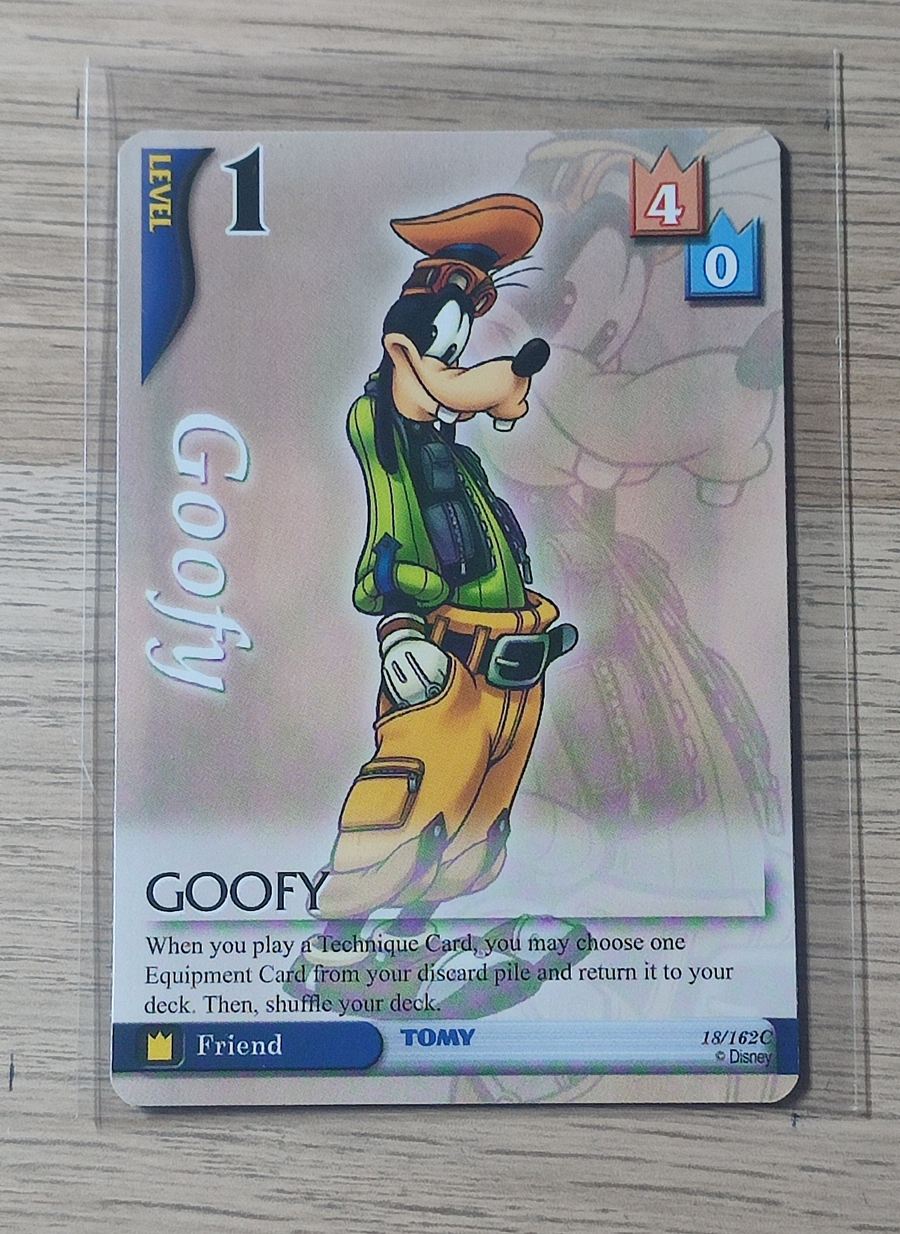 LEVEL
1
4
0
Goofy
GOOFY
When you play a Technique Card, you may choose one
Equipment Card from your discard pile and return it to your
deck. Then, shuffle your deck.
Friend
TOMY
18/162C
© Disney